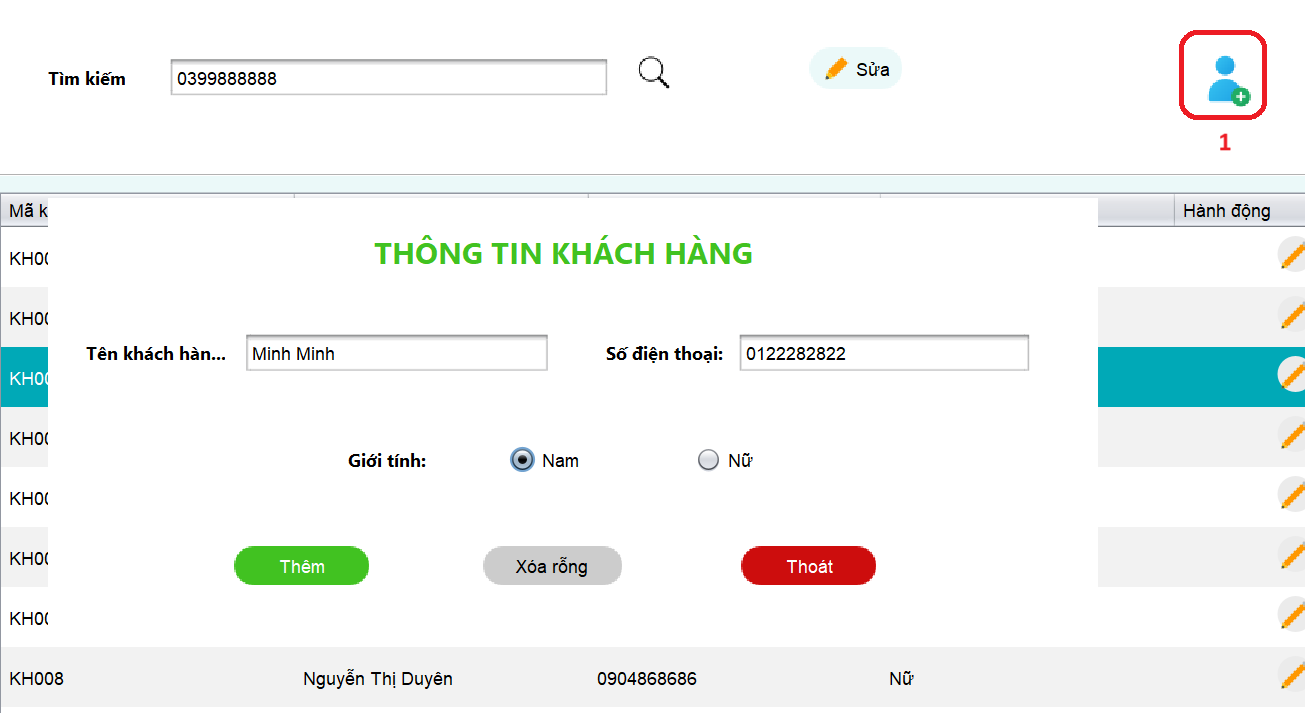 Tìm kiếm 0399888888 Sửa
1
Mã k Hành động
THÔNG TIN KHÁCH HÀNG
KH00
KH00
Tên khách hàn... Minh Minh Số điện thoại: 0122282822
KH00
KH00
Giới tính: Nam Nữ
KH00
KH00
Thêm Xóa rỗng Thoát
KH00
KH008 Nguyễn Thị Duyên 0904868686 Nữ